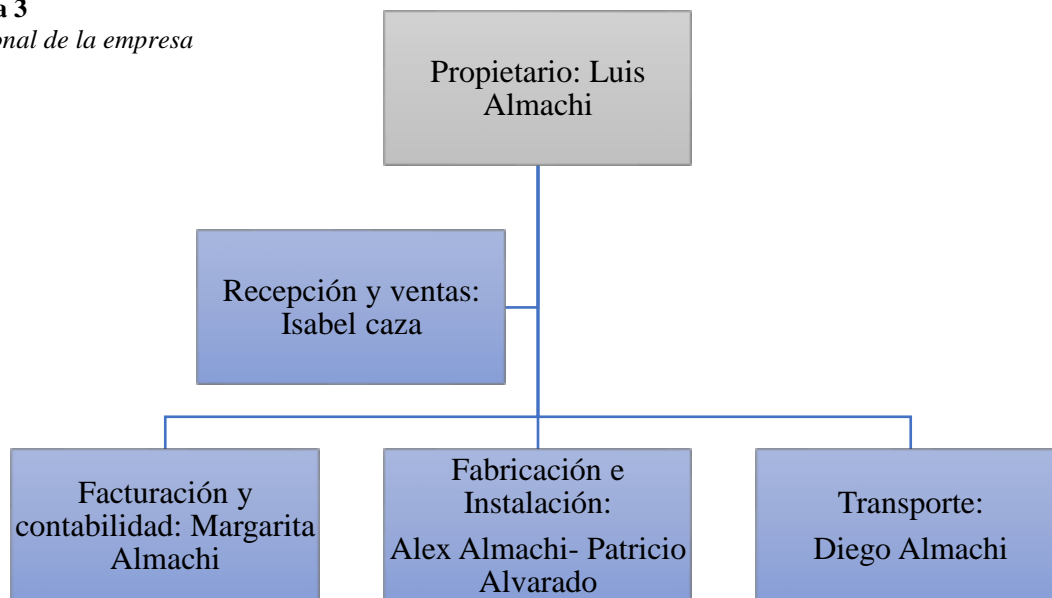 a 3
onal de la empresa
Propietario: Luis
Almachi
Recepción y ventas:
Isabel caza
Facturación y
contabilidad: Margarita
Almachi
Fabricación e
Instalación:
Alex Almachi- Patricio
Alvarado
Transporte:
Diego Almachi